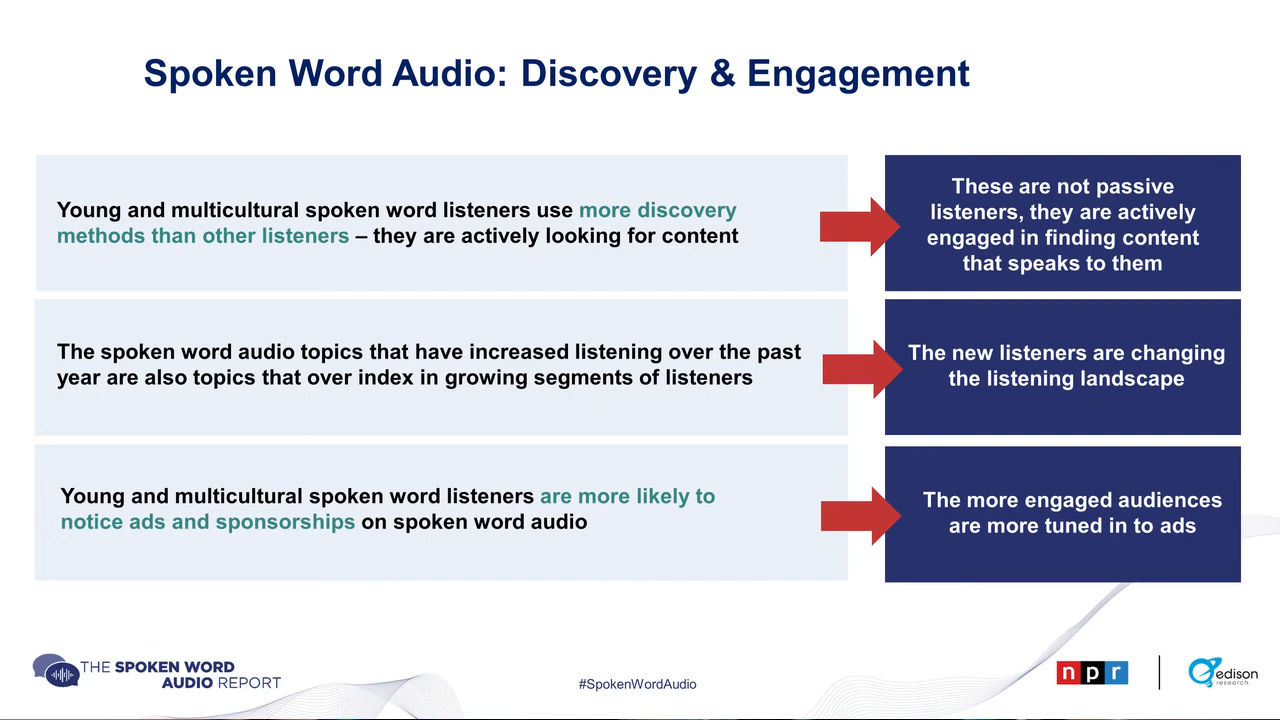 Spoken Word Audio: Discovery & Engagement
Young and multicultural spoken word listeners use more discovery
methods than other listeners – they are actively looking for content
These are not passive
listeners, they are actively
engaged in finding content
that speaks to them
The spoken word audio topics that have increased listening over the past
year are also topics that over index in growing segments of listeners
The new listeners are changing
the listening landscape
Young and multicultural spoken word listeners are more likely to
notice ads and sponsorships on spoken word audio
The more engaged audiences
are more tuned in to ads
THE SPOKEN WORD
AUDIO REPORT
#SpokenWordAudio
npr
edison
research